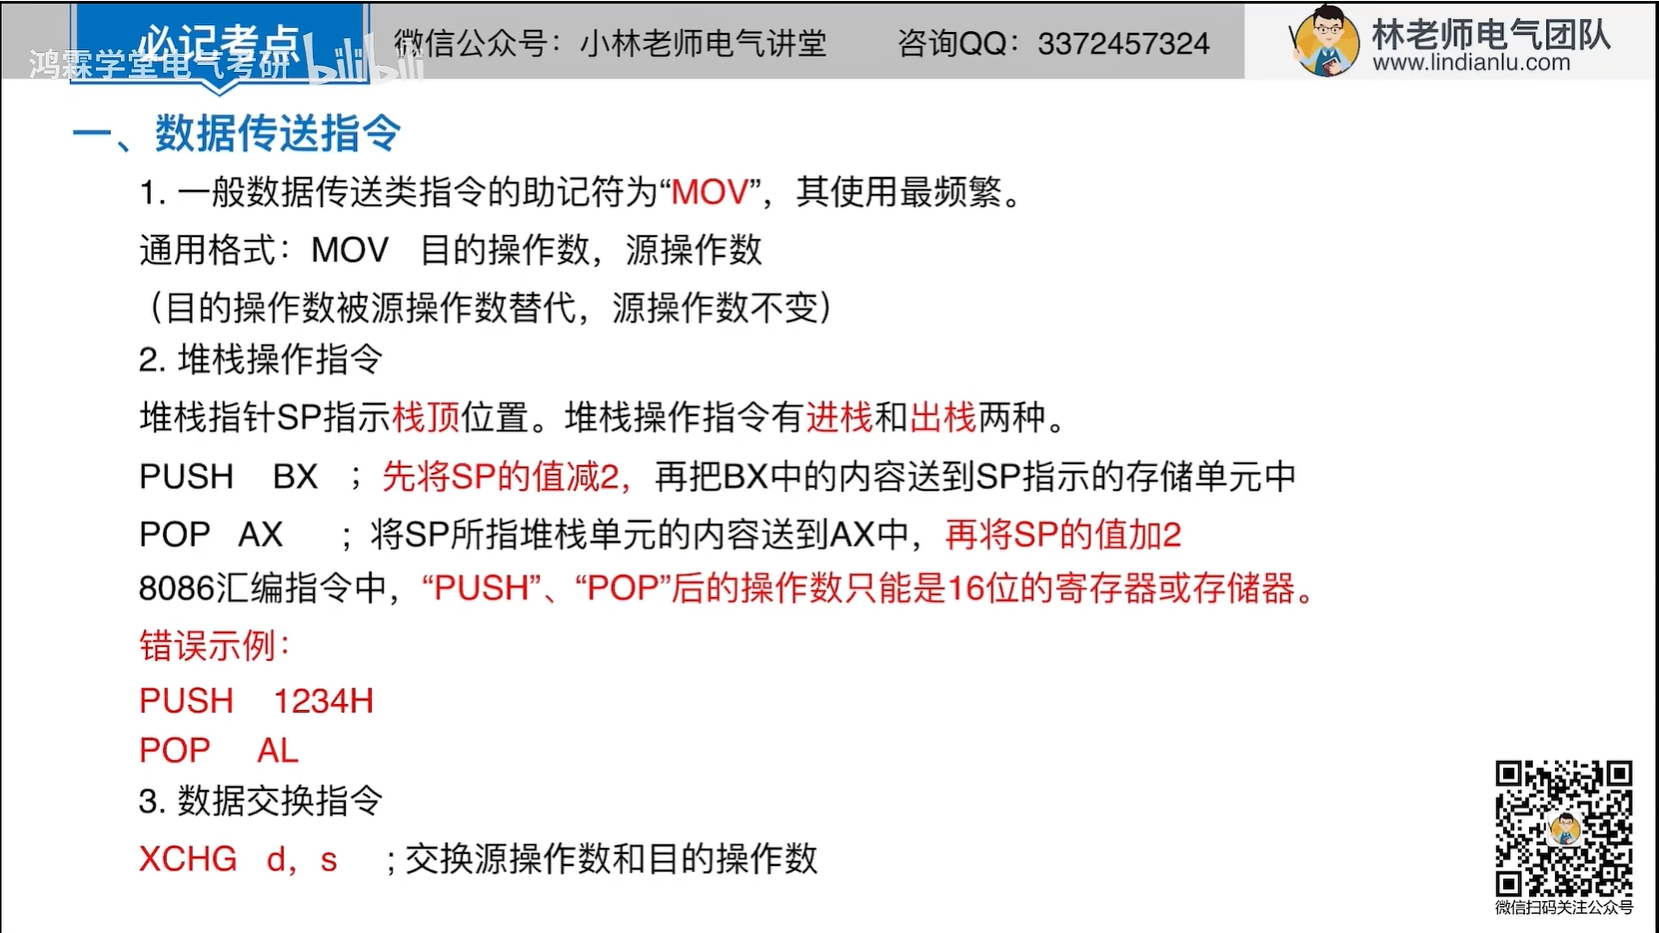 必记考点
鸿霖学堂电气考研 bilibili
微信公众号：小林老师电气讲堂 咨询QQ：3372457324
林老师电气团队
www.lindianlu.com
一、数据传送指令
1. 一般数据传送类指令的助记符为“MOV”，其使用最频繁。
通用格式：MOV 目的操作数，源操作数
（目的操作数被源操作数替代，源操作数不变）
2. 堆栈操作指令
堆栈指针SP指示栈顶位置。堆栈操作指令有进栈和出栈两种。
PUSH BX ；先将SP的值减2，再把BX中的内容送到SP指示的存储单元中
POP AX ；将SP所指堆栈单元的内容送到AX中，再将SP的值加2
8086汇编指令中，“PUSH”、“POP”后的操作数只能是16位的寄存器或存储器。
错误示例：
PUSH 1234H
POP AL
3. 数据交换指令
XCHG d，s ；交换源操作数和目的操作数
微信扫码关注公众号